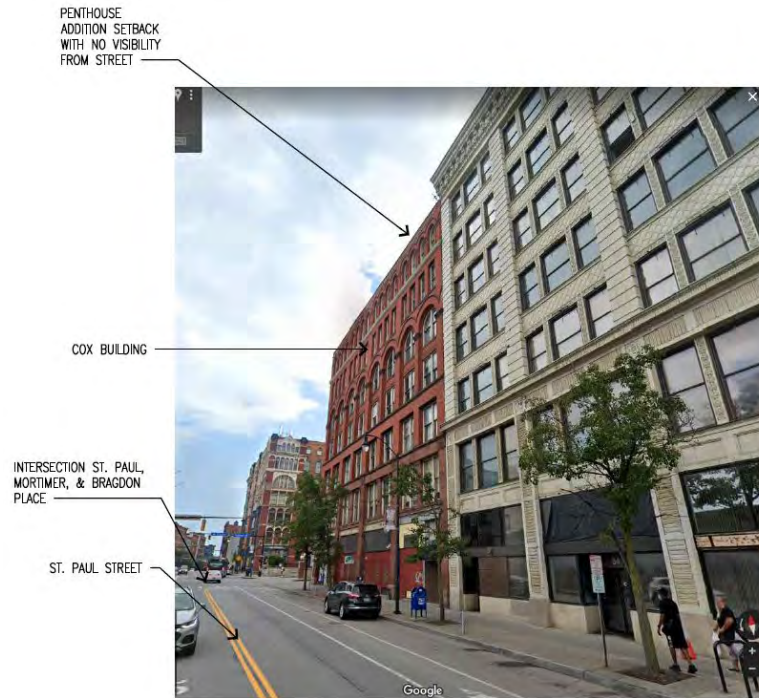 PENTHOUSE
ADDITION SETBACK
WITH NO VISIBILITY
FROM STREET
COX BUILDING
INTERSECTION ST. PAUL,
MORTIMER, & BRAGDON
PLACE
ST. PAUL STREET
Google